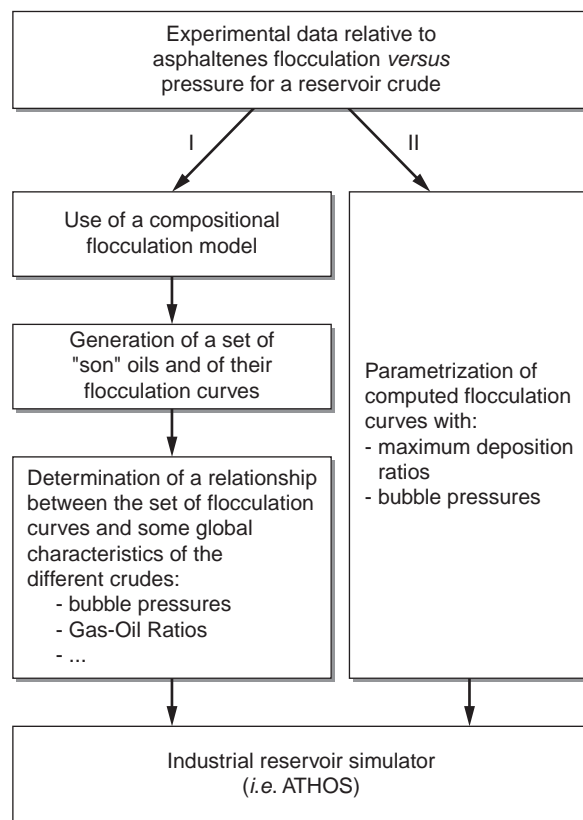 Experimental data relative to
asphaltenes flocculation versus
pressure for a reservoir crude
I
II
Use of a compositional
flocculation model
Generation of a set of
"son" oils and of their
flocculation curves
Determination of a relationship
between the set of flocculation
curves and some global
characteristics of the
different crudes:
- bubble pressures
- Gas-Oil Ratios
- ...
Parametrization of
computed flocculation
curves with:
- maximum deposition
ratios
- bubble pressures
Industrial reservoir simulator
(i.e. ATHOS)